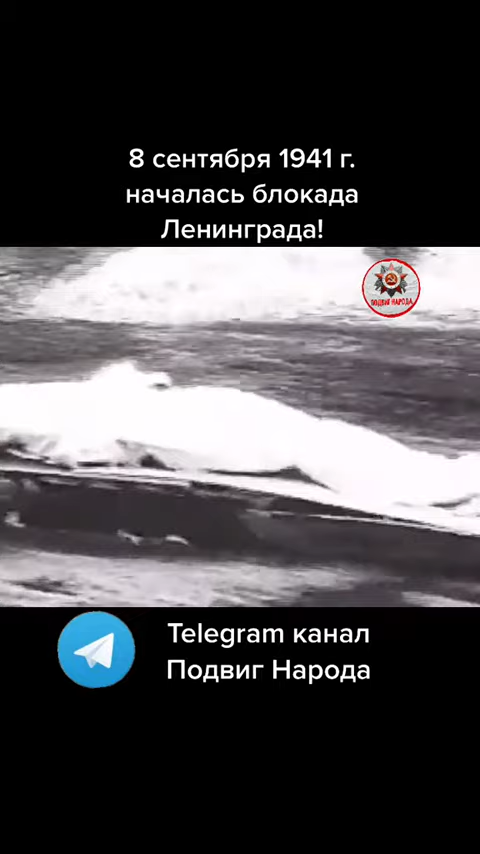 8 сентября 1941 г.
началась блокада
Ленинграда!
ПОДВИГ НАРОДА
Telegram канал
Подвиг Народа